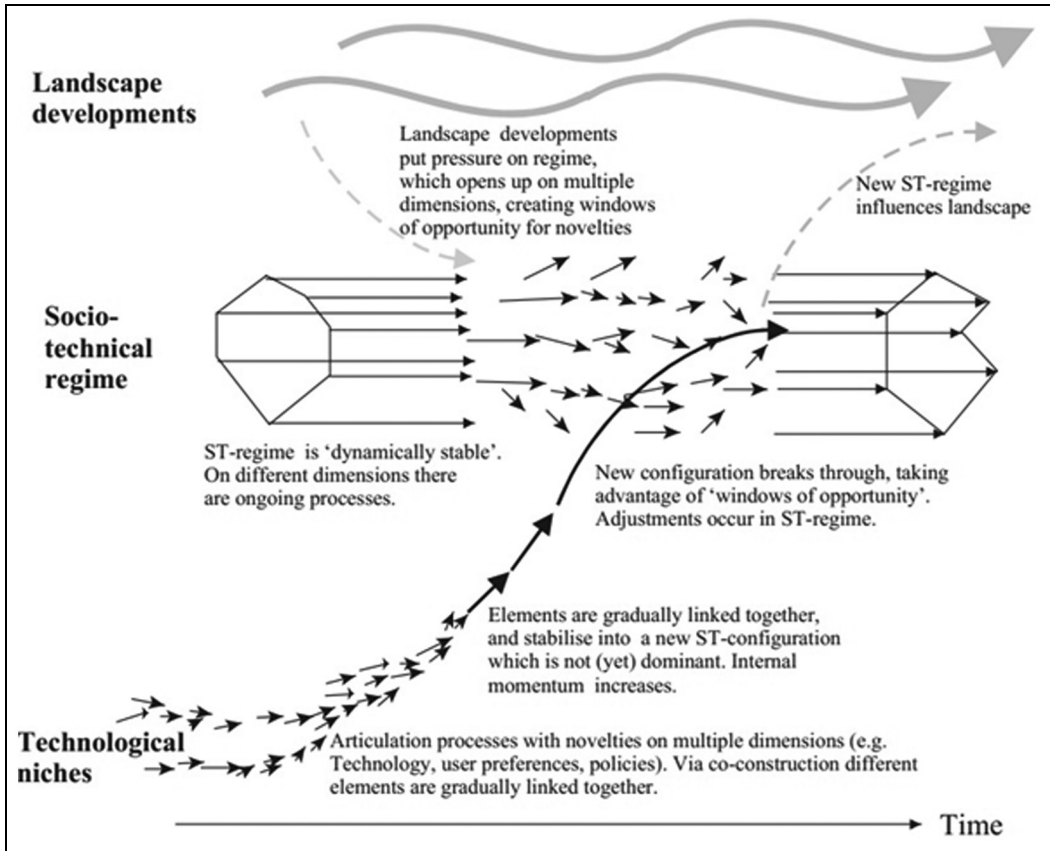 Landscape
developments
Landscape developments
put pressure on regime,
which opens up on multiple
dimensions, creating windows
of opportunity for novelties
New ST-regime
influences landscape
Socio-
technical
regime
ST-regime is ‘dynamically stable’.
On different dimensions there
are ongoing processes.
New configuration breaks through, taking
advantage of ‘windows of opportunity’.
Adjustments occur in ST-regime.
Elements are gradually linked together,
and stabilise into a new ST-configuration
which is not (yet) dominant. Internal
momentum increases.
Technological
niches
Articulation processes with novelties on multiple dimensions (e.g.
Technology, user preferences, policies). Via co-construction different
elements are gradually linked together.
Time